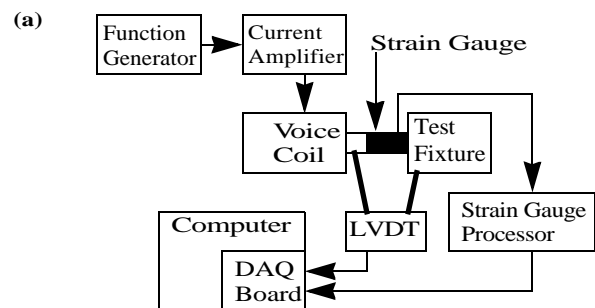 (a)
Function
Generator
Current
Amplifier
Strain Gauge
Voice
Coil
Test
Fixture
LVDT
Strain Gauge
Processor
Computer
DAQ
Board